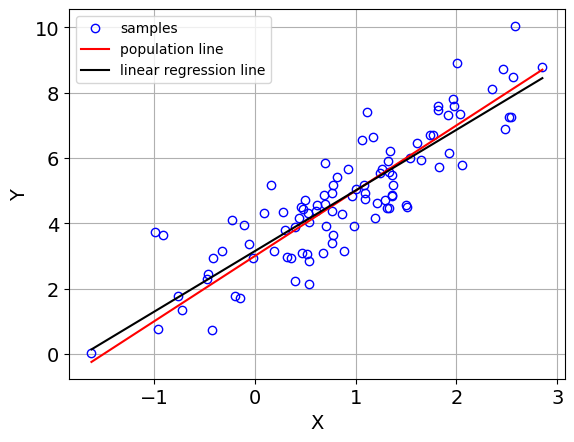 samples
population line
linear regression line
10
8
6
4
2
0
Y
−1
0
1
2
3
X